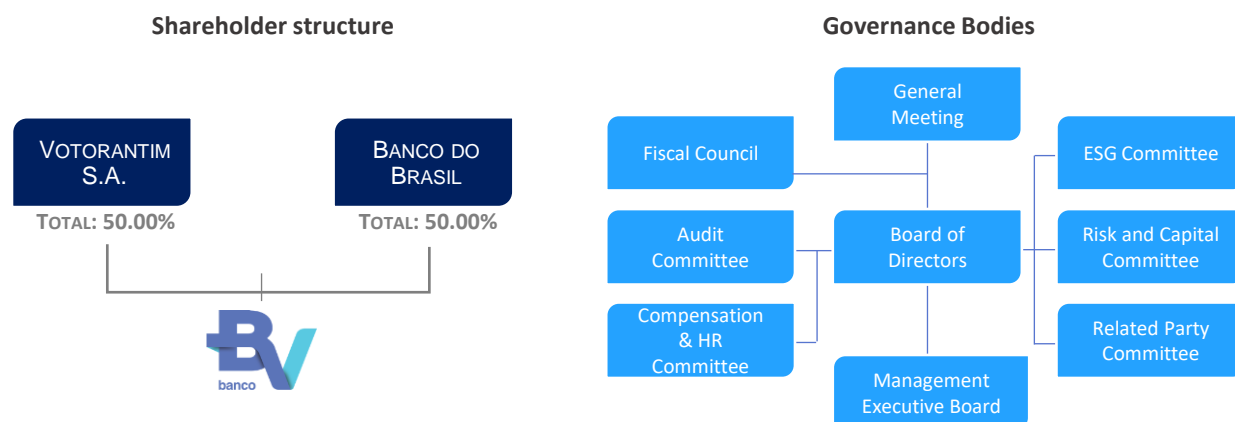 Shareholder structure
VOTORANTIM
S.A.
TOTAL: 50.00%
BANCO DO
BRASIL
TOTAL: 50.00%
BV
banco
Governance Bodies
General
Meeting
Fiscal Council
ESG Committee
Audit
Committee
Board of
Directors
Risk and Capital
Committee
Compensation
& HR
Committee
Related Party
Committee
Management
Executive Board